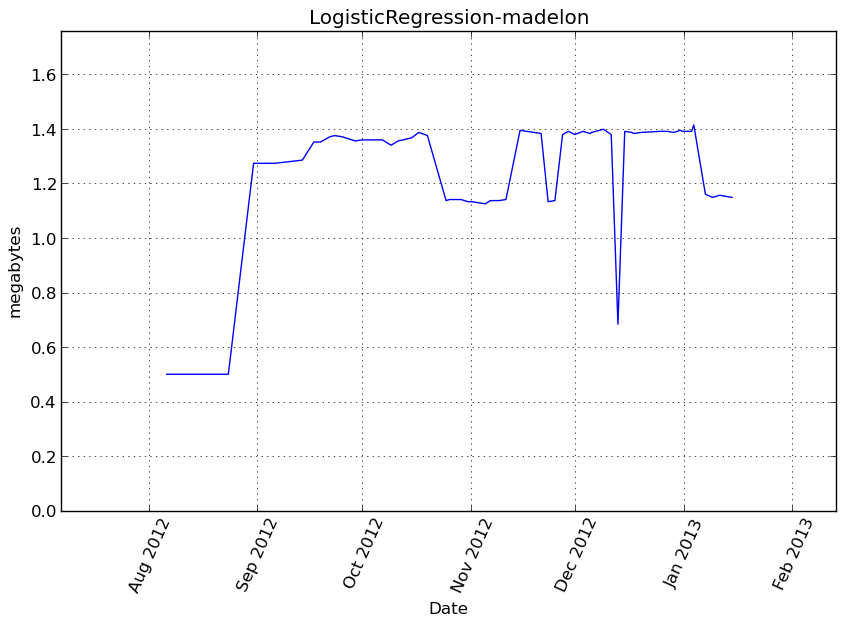 LogisticRegression-madelon
megabytes
1.6
1.4
1.2
1.0
0.8
0.6
0.4
0.2
0.0
Aug 2012
Sep 2012
Oct 2012
Nov 2012
Dec 2012
Jan 2013
Feb 2013
Date